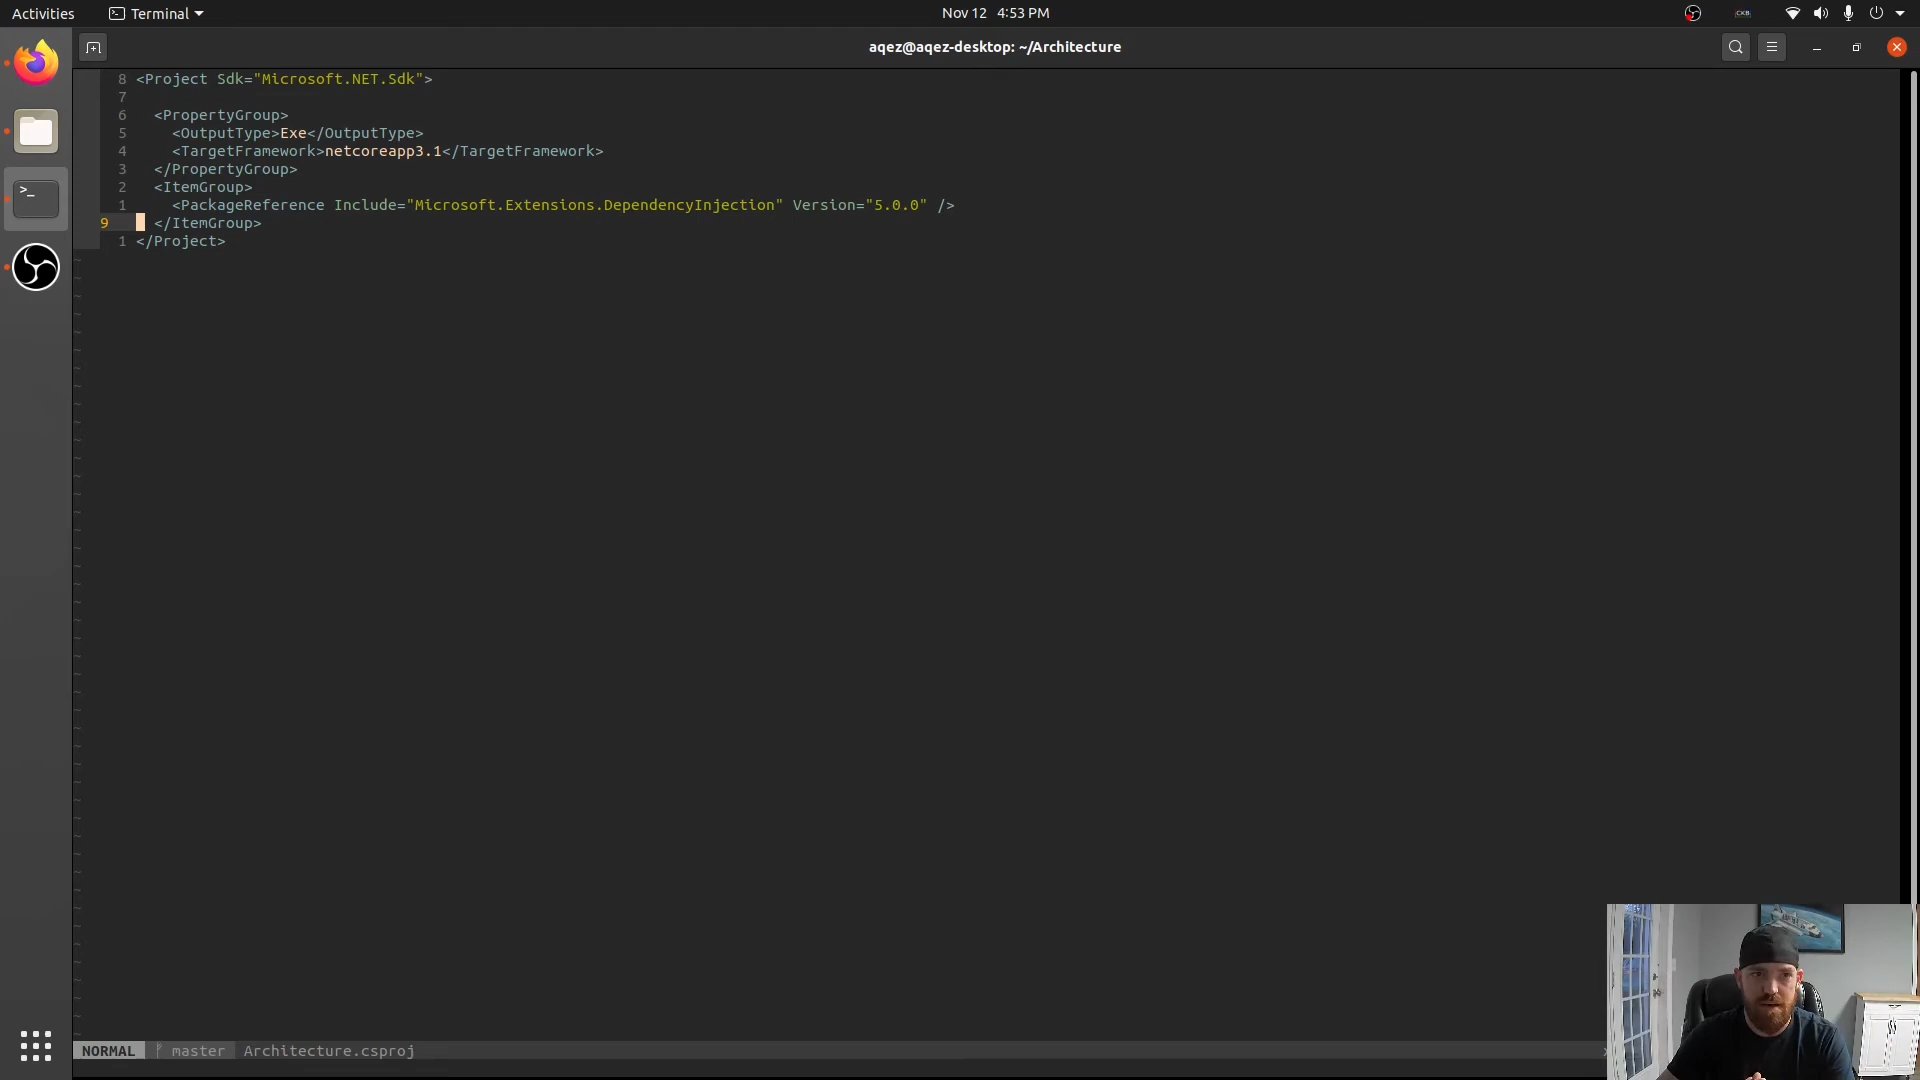 Activities
Terminal
Nov 12 4:53 PM
CKB
aqez@aqez-desktop: ~/Architecture
8 <Project Sdk="Microsoft.NET.Sdk">
7
6 <PropertyGroup>
5 <OutputType>Exe</OutputType>
4 <TargetFramework>netcoreapp3.1</TargetFramework>
3 </PropertyGroup>
2 <ItemGroup>
1 <PackageReference Include="Microsoft.Extensions.DependencyInjection" Version="5.0.0" />
9 </ItemGroup>
1 </Project>
NORMAL master Architecture.csproj